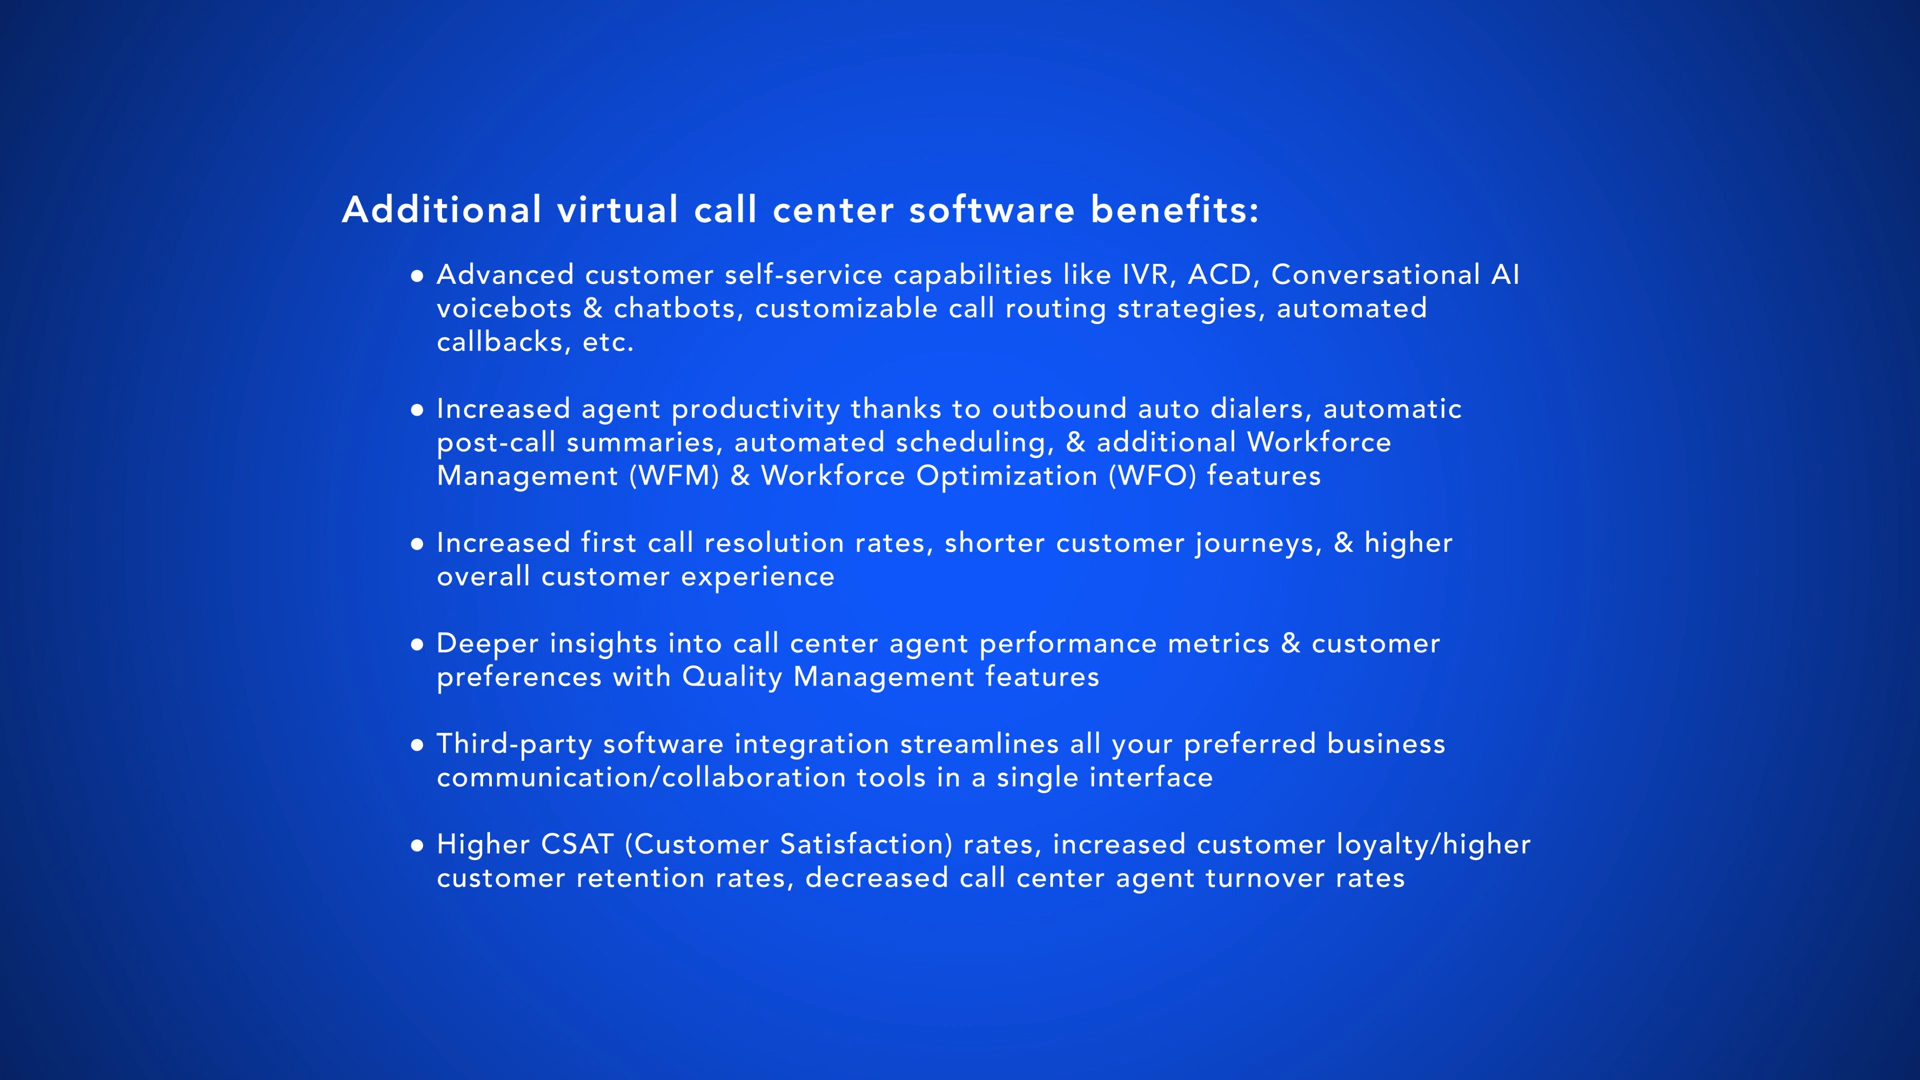 Additional virtual call center software benefits:
● Advanced customer self-service capabilities like IVR, ACD, Conversational AI
voicebots & chatbots, customizable call routing strategies, automated
callbacks, etc.
● Increased agent productivity thanks to outbound auto dialers, automatic
post-call summaries, automated scheduling, & additional Workforce
Management (WFM) & Workforce Optimization (WFO) features
● Increased first call resolution rates, shorter customer journeys, & higher
overall customer experience
● Deeper insights into call center agent performance metrics & customer
preferences with Quality Management features
● Third-party software integration streamlines all your preferred business
communication/collaboration tools in a single interface
● Higher CSAT (Customer Satisfaction) rates, increased customer loyalty/higher
customer retention rates, decreased call center agent turnover rates